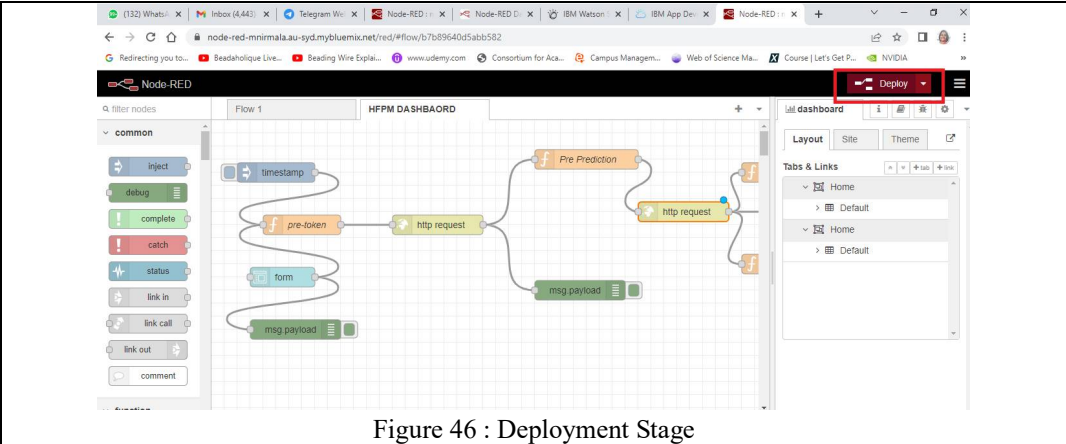 (132) WhatsA
Inbox (4,443)
Telegram We
Node-RED : n
Node-RED Da
IBM Watson S
IBM App Dev
Node-RED : n
node-red-mnirmala.au-syd.mybluemix.net/red/#flow/b7b89640d5abb582
Redirecting you to... Beadaholique Live... Beading Wire Explai... www.udemy.com Consortium for Aca... Campus Managem... Web of Science Ma... Course | Let's Get P... NVIDIA »
Node-RED
Deploy
filter nodes
Flow 1
HFPM DASHBAORD
dashboard
common
Layout Site Theme
Tabs & Links
+tab +link
Home
Default
Home
Default
inject
debug
complete
catch
status
link in
link call
link out
comment
function
timestamp
pre-token
http request
form
msg.payload
Pre Prediction
http request
msg.payload
Figure 46 : Deployment Stage